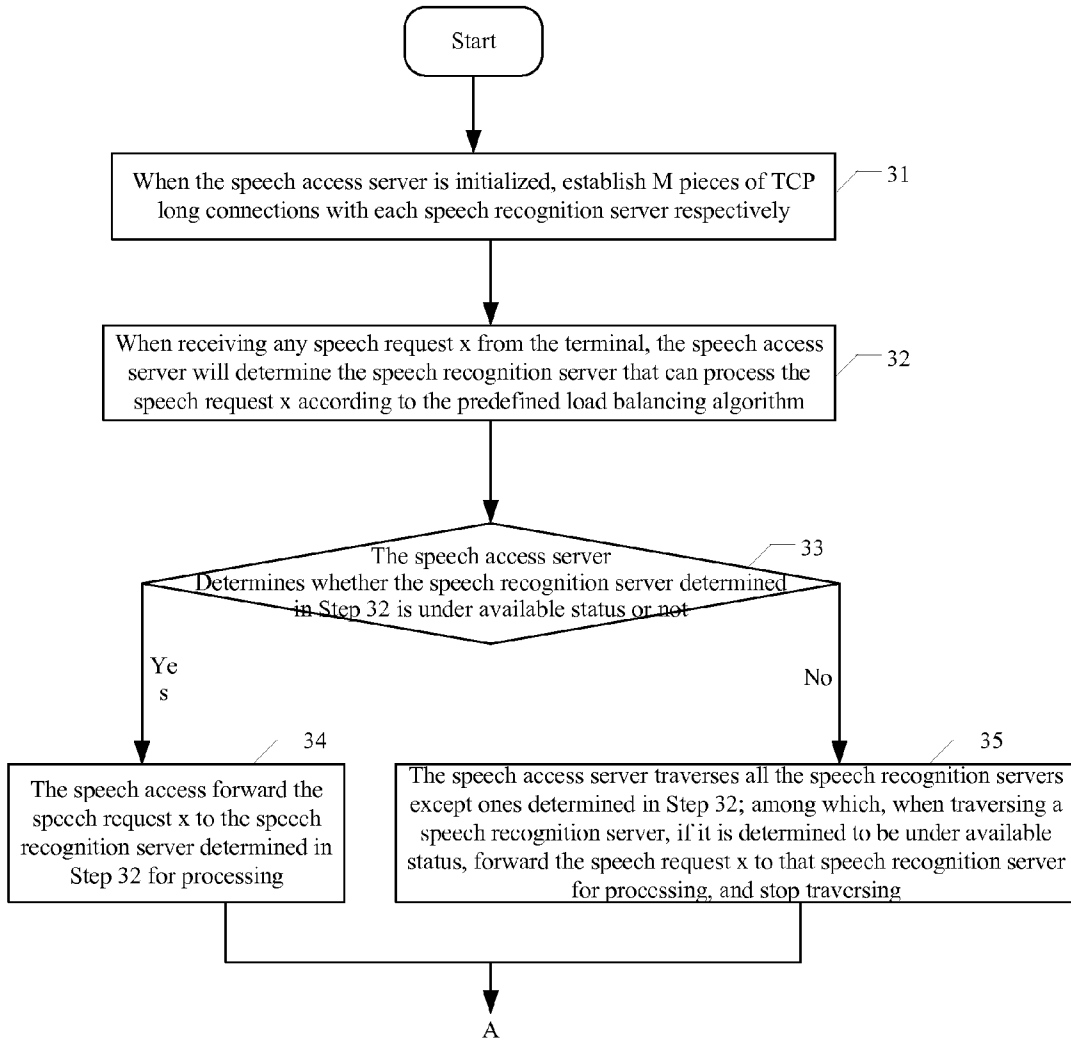 Start
When the speech access server is initialized, establish M pieces of TCP
long connections with each speech recognition server respectively
31
When receiving any speech request x from the terminal, the speech access
server will determine the speech recognition server that can process the
speech request x according to the predefined load balancing algorithm
32
The speech access server
Determines whether the speech recognition server determined
in Step 32 is under available status or not
33
Ye
s
No
34
The speech access forward the
speech request x to the speech
recognition server determined in
Step 32 for processing
35
The speech access server traverses all the speech recognition servers
except ones determined in Step 32; among which, when traversing a
speech recognition server, if it is determined to be under available
status, forward the speech request x to that speech recognition server
for processing, and stop traversing
A